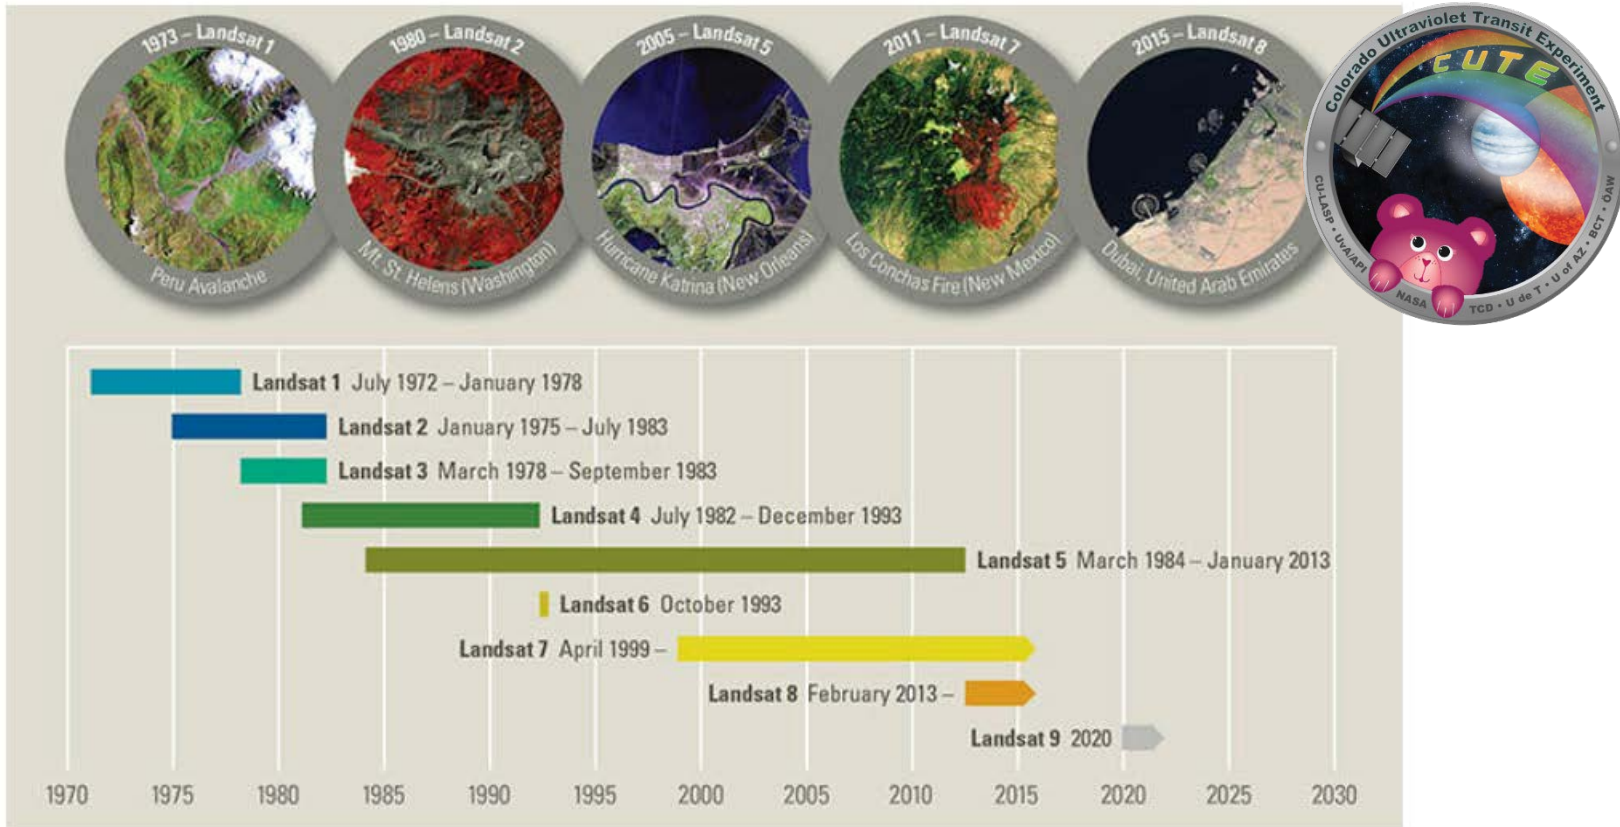 1973 – Landsat 1
Peru Avalanche
1980 – Landsat 2
Mt. St. Helens (Washington)
2005 – Landsat 5
Hurricane Katrina (New Orleans)
2011 – Landsat 7
Los Conchas Fire (New Mexico)
2015 – Landsat 8
Dubai, United Arab Emirates
Colorado Ultraviolet Transit Experiment
CUTE
CU-LASP • UvA/API
NASA
TCD • U de T • U of AZ • BCT • ÖAW
Landsat 1 July 1972 – January 1978
Landsat 2 January 1975 – July 1983
Landsat 3 March 1978 – September 1983
Landsat 4 July 1982 – December 1993
Landsat 5 March 1984 – January 2013
Landsat 6 October 1993
Landsat 7 April 1999 –
Landsat 8 February 2013 –
Landsat 9 2020
1970 1975 1980 1985 1990 1995 2000 2005 2010 2015 2020 2025 2030